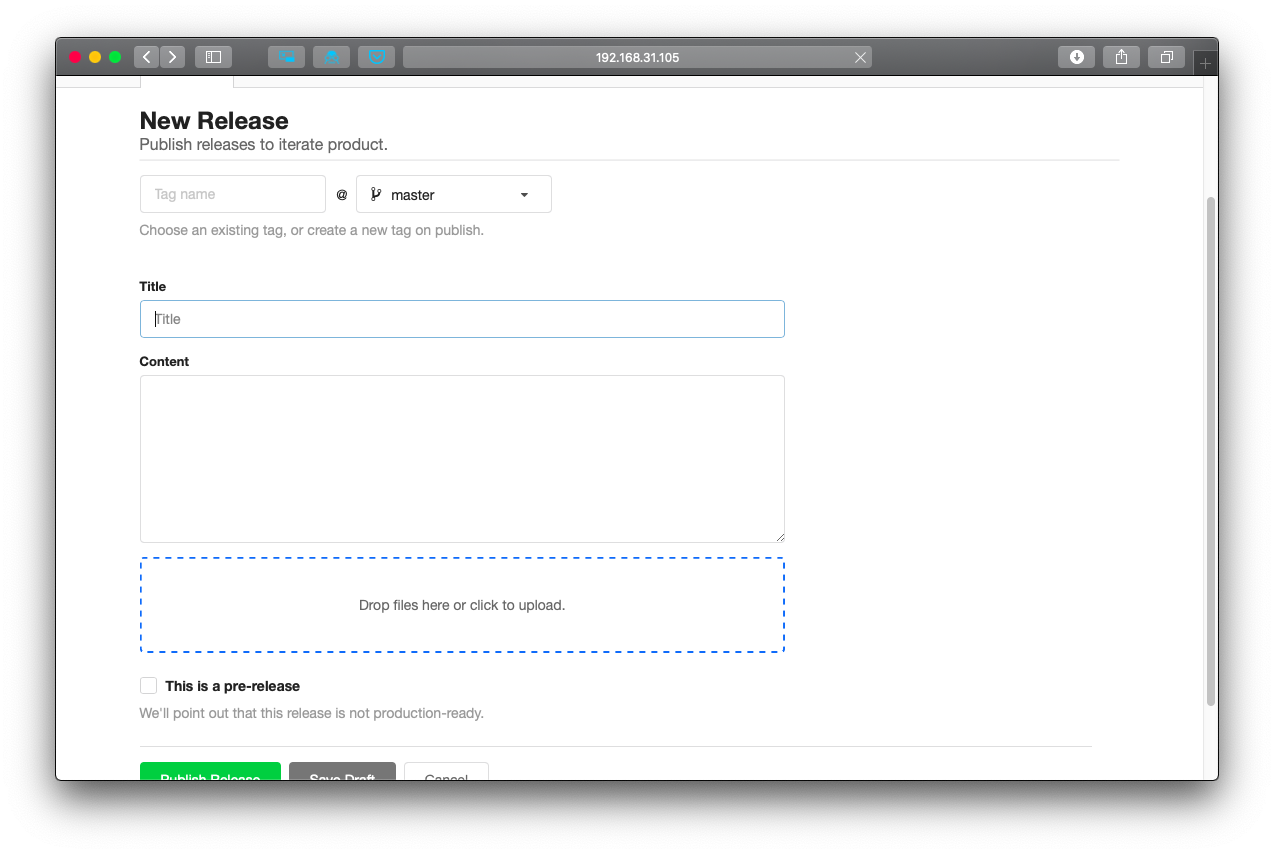 192.168.31.105
New Release
Publish releases to iterate product.
Tag name @ master
Choose an existing tag, or create a new tag on publish.
Title
Title
Content
Drop files here or click to upload.
This is a pre-release
We'll point out that this release is not production-ready.
Publish Release Save Draft Cancel